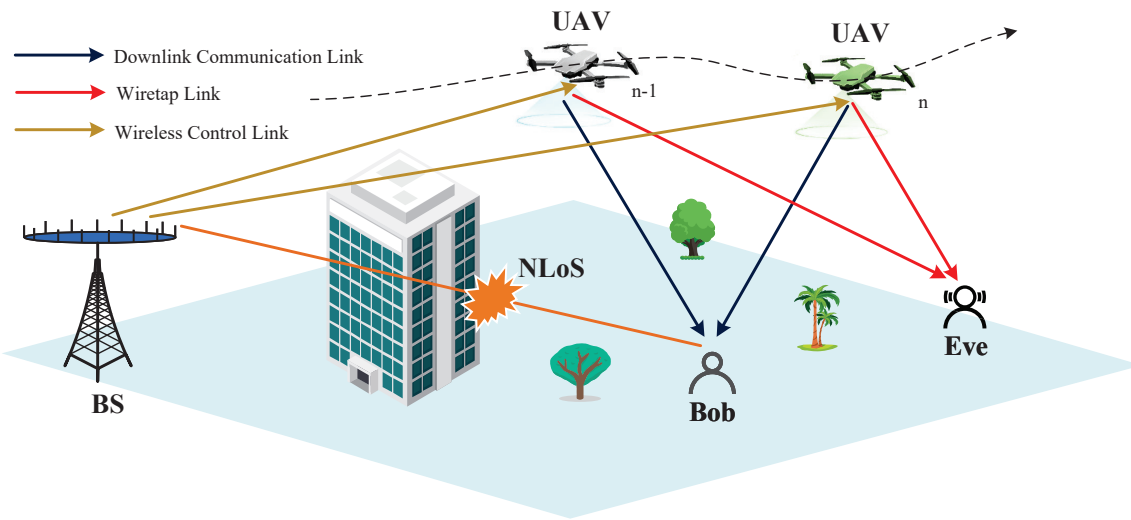 UAV
UAV
Downlink Communication Link
n-1
n
Wiretap Link
Wireless Control Link
NLoS
Eve
BS
Bob